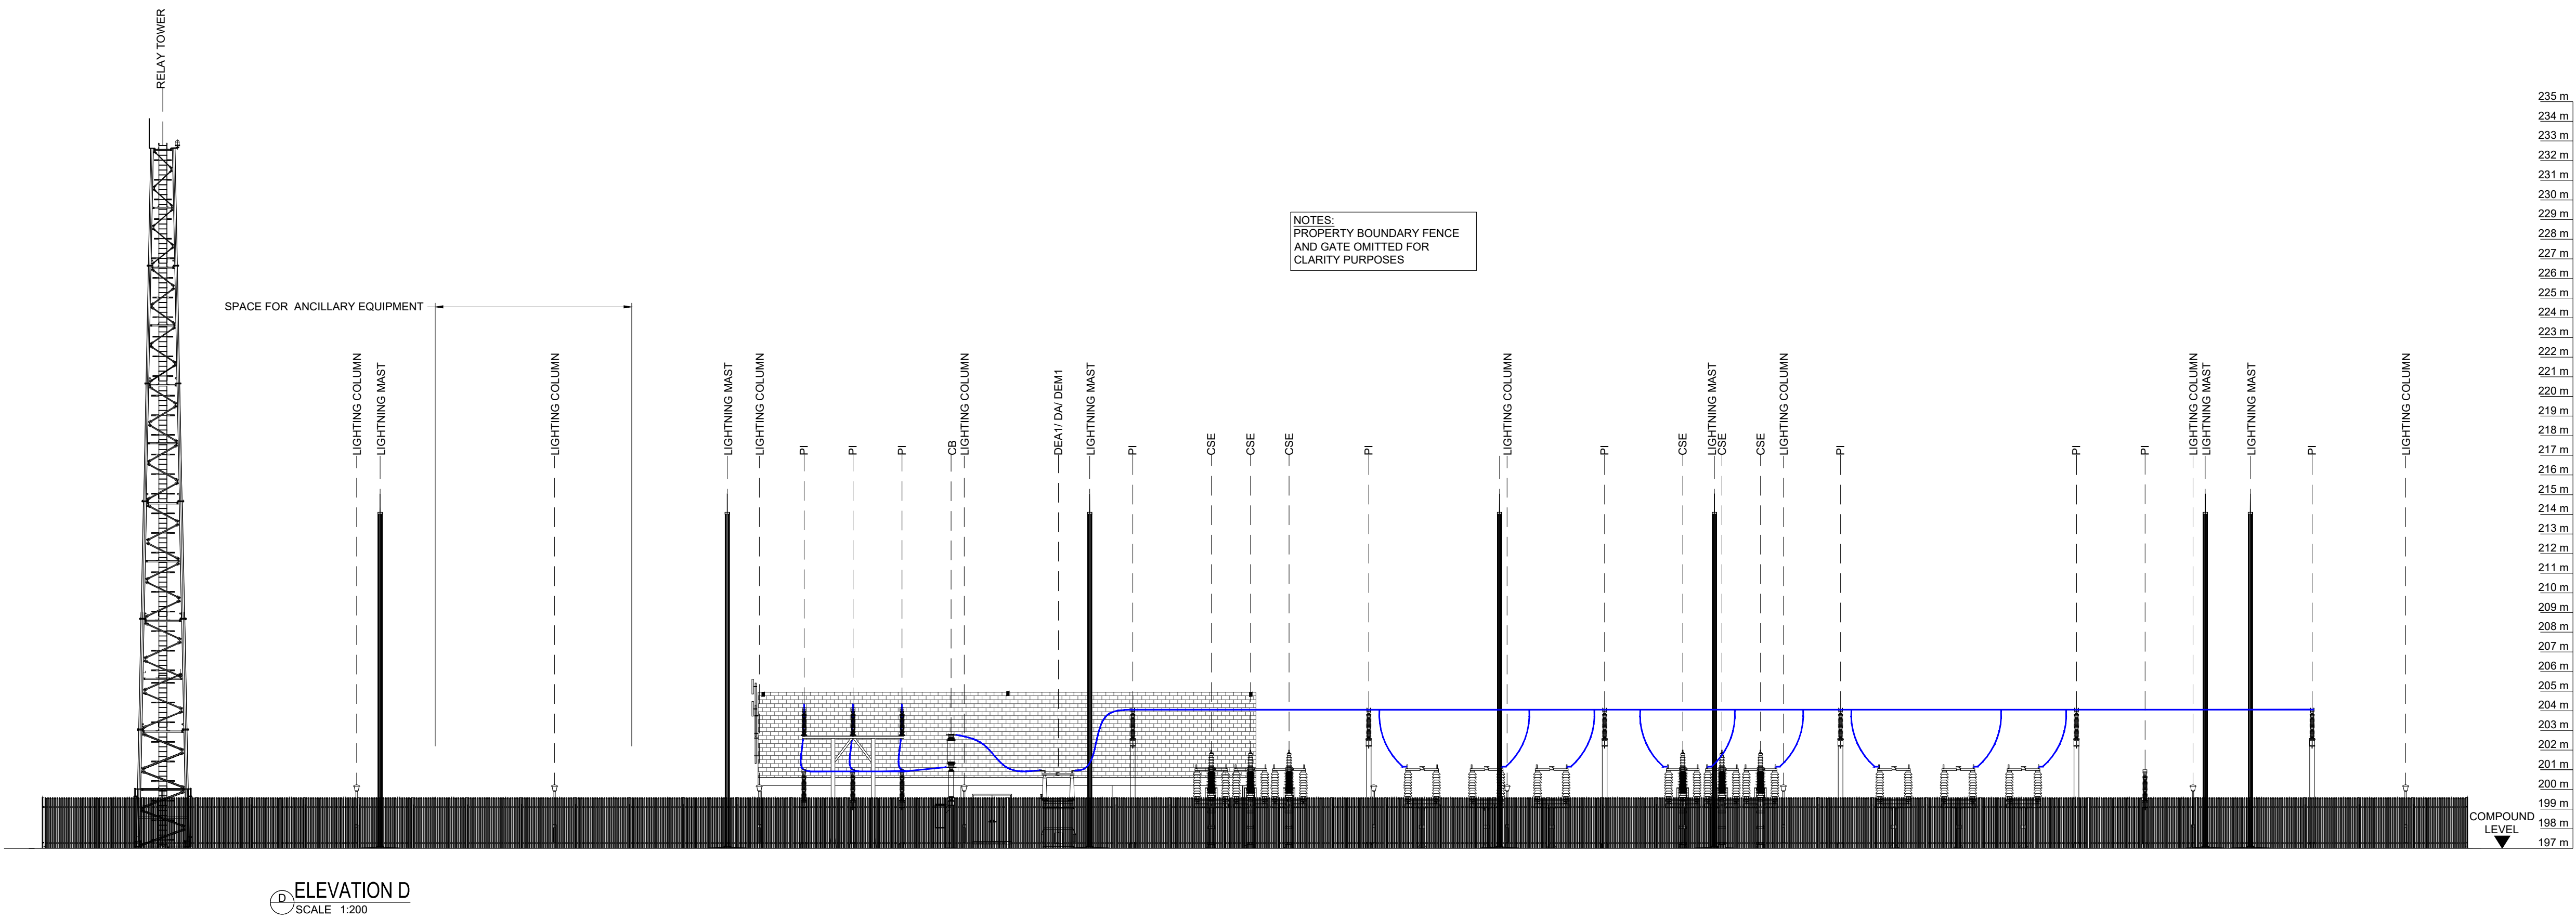 RELAY TOWER
NOTES:
PROPERTY BOUNDARY FENCE
AND GATE OMITTED FOR
CLARITY PURPOSES
SPACE FOR ANCILLARY EQUIPMENT
LIGHTING COLUMN
LIGHTNING MAST
LIGHTING COLUMN
LIGHTNING MAST
LIGHTING COLUMN
PI
PI
PI
CB
LIGHTING COLUMN
DEA1/ DA/ DEM1
LIGHTNING MAST
PI
CSE
CSE
CSE
PI
LIGHTING COLUMN
PI
CSE
LIGHTNING MAST
CSE
CSE
LIGHTING COLUMN
PI
PI
PI
LIGHTING COLUMN
LIGHTNING MAST
LIGHTNING MAST
PI
LIGHTING COLUMN
235 m
234 m
233 m
232 m
231 m
230 m
229 m
228 m
227 m
226 m
225 m
224 m
223 m
222 m
221 m
220 m
219 m
218 m
217 m
216 m
215 m
214 m
213 m
212 m
211 m
210 m
209 m
208 m
207 m
206 m
205 m
204 m
203 m
202 m
201 m
200 m
199 m
198 m
197 m
COMPOUND
LEVEL
D
ELEVATION D
SCALE 1:200